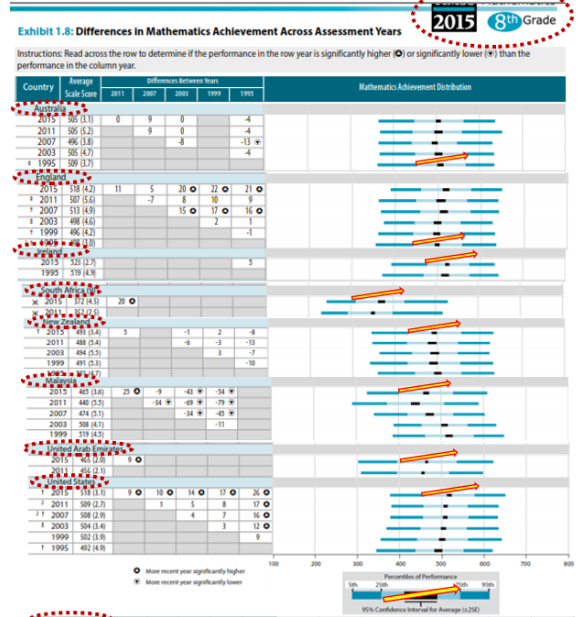 2015 8th Grade
Exhibit 1.8: Differences in Mathematics Achievement Across Assessment Years
Instructions: Read across the row to determine if the performance in the row year is significantly higher (✪) or significantly lower (⍟) than the
performance in the column year.
Country Average Scale Score Differences Between Years Mathematics Achievement Distribution
2011 2007 2003 1999 1995
Australia
2015 505 (3.1) 0 9 0 -4
2011 505 (5.2) 9 0 -4
2007 496 (3.8) -8 -13 ⍟
2003 505 (4.7) -4
‡ 1995 509 (3.7)
England
2015 518 (4.2) 11 5 20 ✪ 22 ✪ 21 ✪
‡ 2011 507 (5.6) -7 8 10 9
† 2007 513 (4.9) 15 ✪ 17 ✪ 16 ✪
‡ 2003 498 (4.6) 2 1
† 1999 496 (4.2) -1
Ireland
2015 523 (2.7) 5
1995 519 (4.9)
South Africa
Ж 2015 372 (4.5) 20 ✪
Ж 2011 352 (2.5)
New Zealand
† 2015 493 (3.4) 5 -1 2 -8
2011 488 (5.4) -6 -3 -13
2003 494 (5.5) 3 -7
1999 491 (5.3) -10
Malaysia
2015 465 (3.6) 25 ✪ -9 -43 ⍟ -54 ⍟
2011 440 (5.5) -34 ⍟ -69 ⍟ -79 ⍟
2007 474 (5.1) -34 ⍟ -45 ⍟
2003 508 (4.1) -11
1999 519 (4.5)
United Arab Emirates
2015 465 (2.0) 9 ✪
2011 456 (2.1)
United States
† 2015 518 (3.1) 9 ✪ 10 ✪ 14 ✪ 17 ✪ 26 ✪
2 2011 509 (2.7) 1 5 8 17 ✪
2 † 2007 508 (2.9) 4 7 16 ✪
‡ 2003 504 (3.4) 3 12 ✪
1999 502 (3.9) 9
† 1995 492 (4.9)
100 200 300 400 500 600 700 800
✪ More recent year significantly higher
⍟ More recent year significantly lower
Percentiles of Performance
5th 25th 75th 95th
95% Confidence Interval for Average (±2SE)